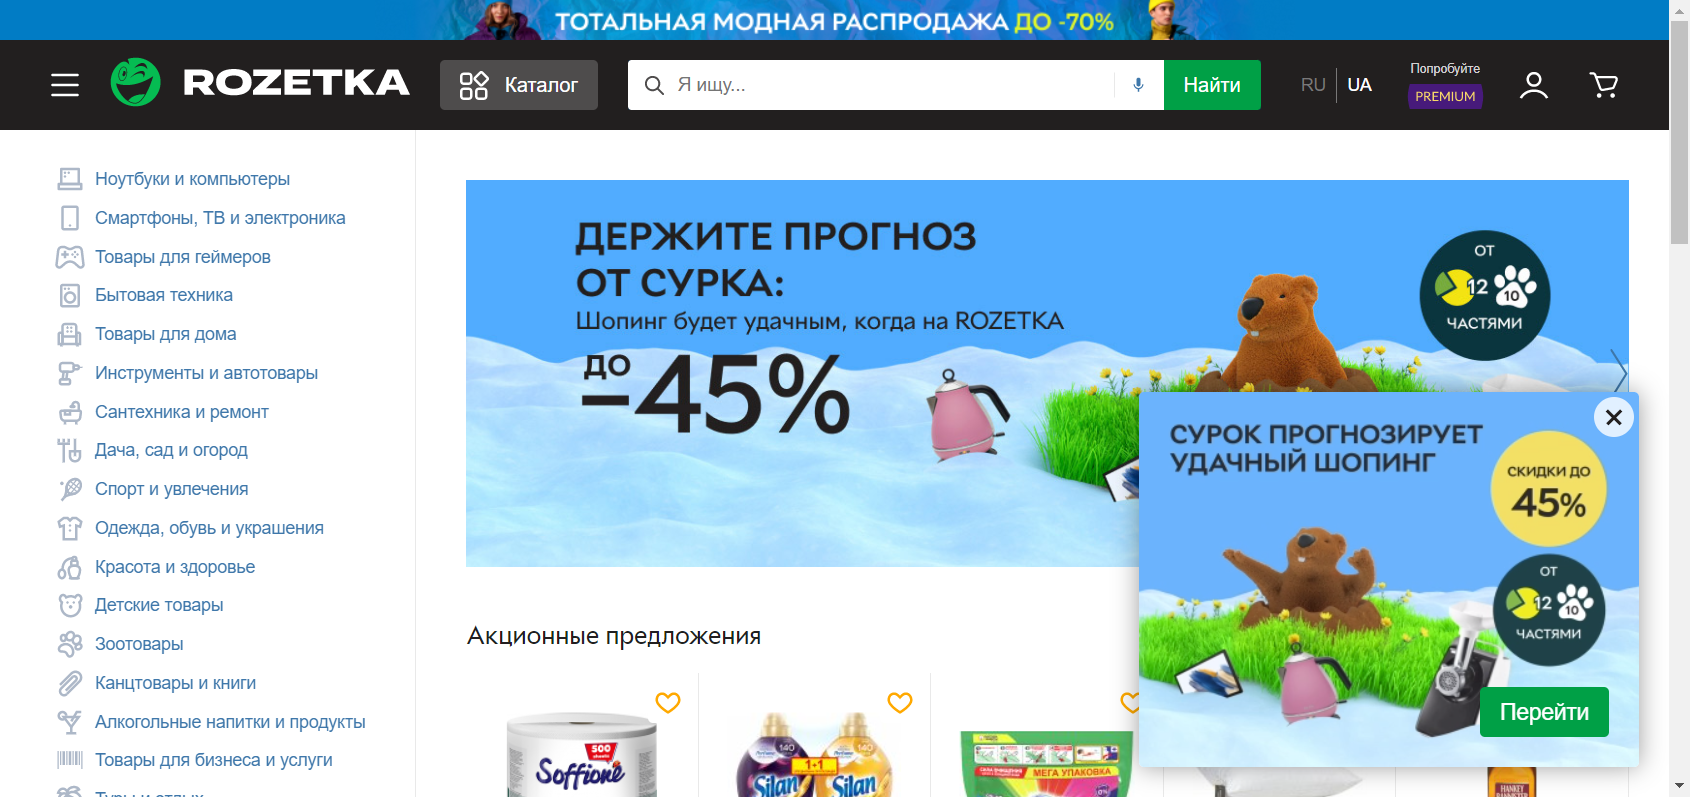 ТОТАЛЬНАЯ МОДНАЯ РАСПРОДАЖА ДО -70%
ROZETKA
Каталог
Я ищу...
Найти
RU
UA
Попробуйте
PREMIUM
Ноутбуки и компьютеры
Смартфоны, ТВ и электроника
Товары для геймеров
Бытовая техника
Товары для дома
Инструменты и автотовары
Сантехника и ремонт
Дача, сад и огород
Спорт и увлечения
Одежда, обувь и украшения
Красота и здоровье
Детские товары
Зоотовары
Канцтовары и книги
Алкогольные напитки и продукты
Товары для бизнеса и услуги
Туры и отдых
ДЕРЖИТЕ ПРОГНОЗ
ОТ СУРКА:
Шопинг будет удачным, когда на ROZETKA
ДО
–45%
ОТ
12
10
ЧАСТЯМИ
СУРОК ПРОГНОЗИРУЕТ
УДАЧНЫЙ ШОПИНГ
СКИДКИ ДО
45%
ОТ
12
10
ЧАСТЯМИ
Перейти
Акционные предложения
500
Soffione
140
140
1+1
Silan
Silan
МЕГА УПАКОВКА
HANKEY
BANNISTER